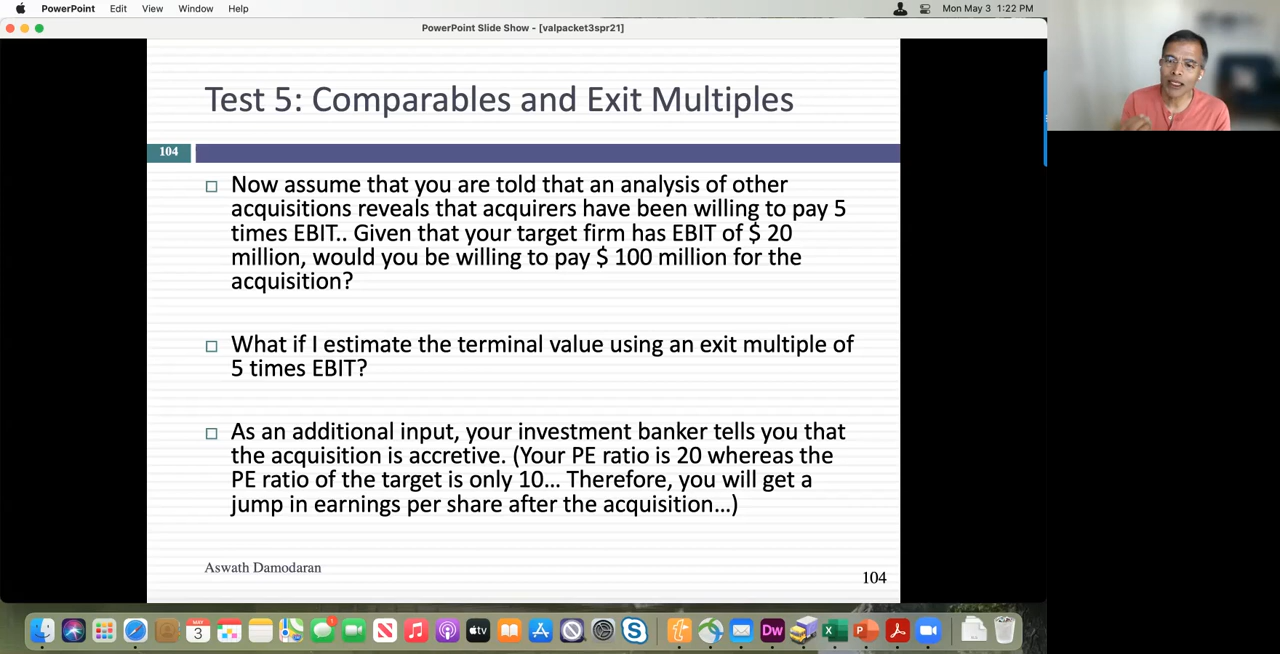 PowerPoint Edit View Window Help Mon May 3 1:22 PM
PowerPoint Slide Show - [valpacket3spr21]
Test 5: Comparables and Exit Multiples
104
Now assume that you are told that an analysis of other
acquisitions reveals that acquirers have been willing to pay 5
times EBIT.. Given that your target firm has EBIT of $ 20
million, would you be willing to pay $ 100 million for the
acquisition?
What if I estimate the terminal value using an exit multiple of
5 times EBIT?
As an additional input, your investment banker tells you that
the acquisition is accretive. (Your PE ratio is 20 whereas the
PE ratio of the target is only 10... Therefore, you will get a
jump in earnings per share after the acquisition...)
Aswath Damodaran
104
MAY
3
tv
Dw